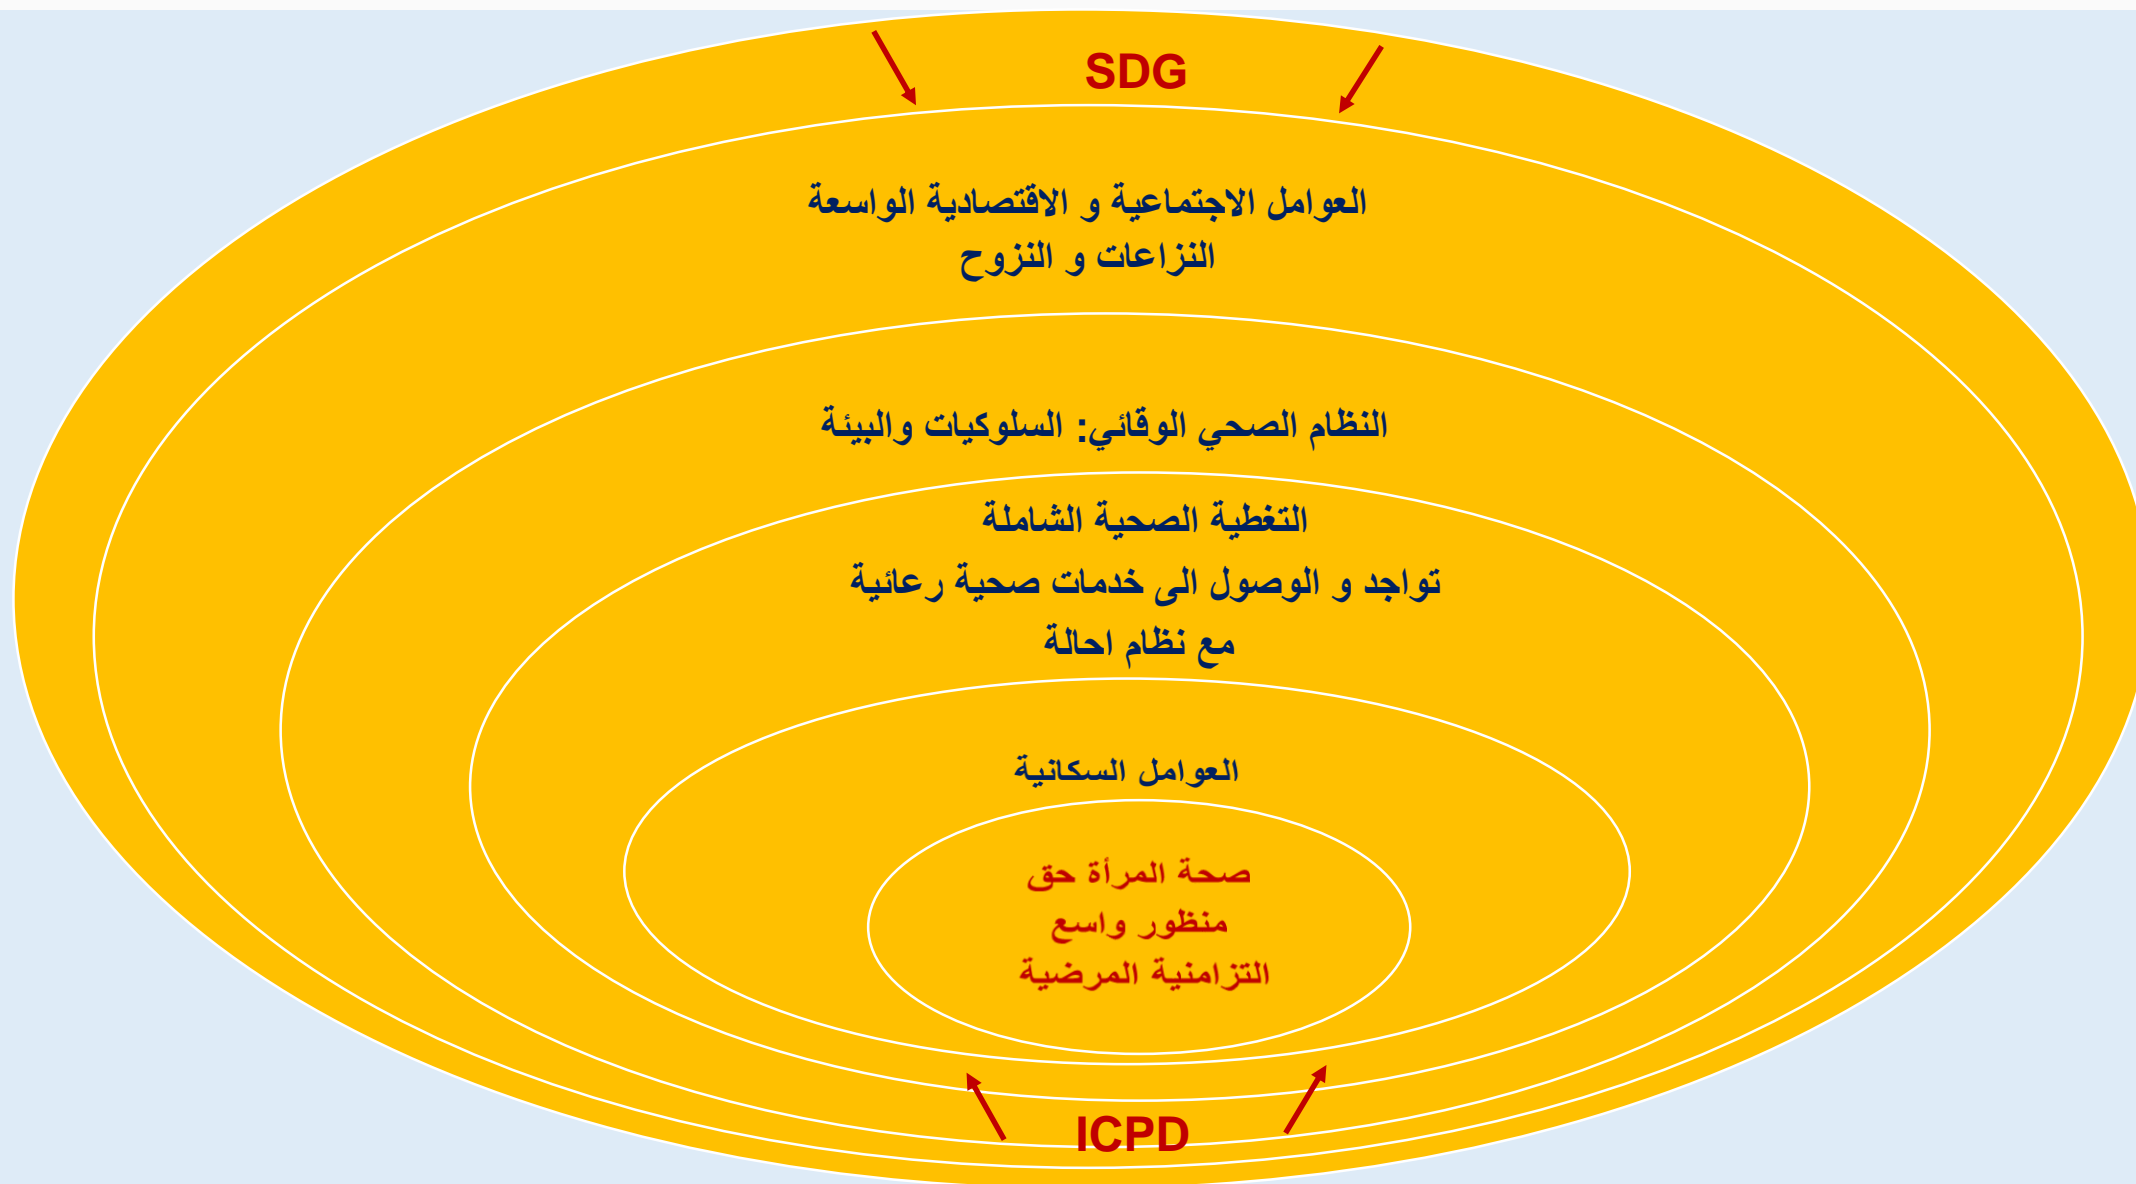 SDG
العوامل الاجتماعية و الاقتصادية الواسعة
النزاعات و النزوح
النظام الصحي الوقائي: السلوكيات والبيئة
التغطية الصحية الشاملة
تواجد و الوصول الى خدمات صحية رعائية
مع نظام احالة
العوامل السكانية
صحة المرأة حق
منظور واسع
التزامنية المرضية
ICPD